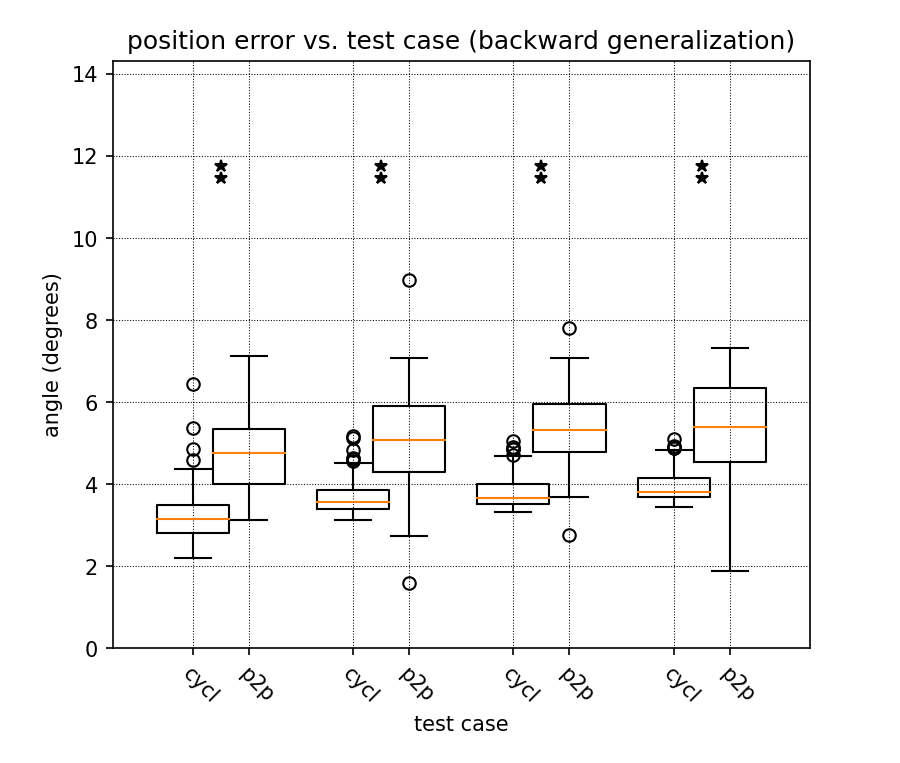 position error vs. test case (backward generalization)
14
12
10
8
6
4
2
0
angle (degrees)
cycl p2p cycl p2p cycl p2p cycl p2p
test case